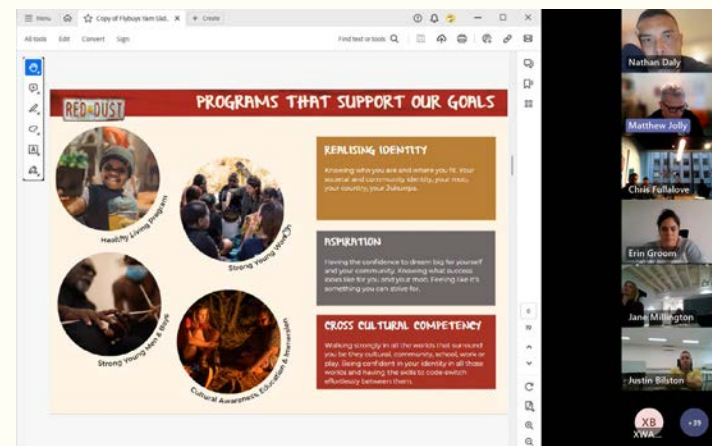 Menu
Copy of Flybuys Yarn Slid...
+ Create
All tools
Edit
Convert
Sign
Find text or tools
RED DUST
PROGRAMS THAT SUPPORT OUR GOALS
Healthy Living Program
Strong Young Women
Strong Young Men & Boys
Cultural Awareness, Education & Immersion
REALISING IDENTITY
Knowing who you are and where you fit. Your
societal and community identity, your mob,
your country, your Jukurrpa.
ASPIRATION
Having the confidence to dream big for yourself
and your community. Knowing what success
looks like for you and your mob. Feeling like it's
something you can strive for.
CROSS CULTURAL COMPETENCY
Walking strongly in all the worlds that surround
you be they cultural, community, school, work or
play. Being confident in your identity in all those
worlds and having the skills to code-switch
effortlessly between them.
6
Nathan Daly
Matthew Jolly
Chris Fullalove
Erin Groom
Jane Millington
Justin Bilston
XB
XWA...
+39